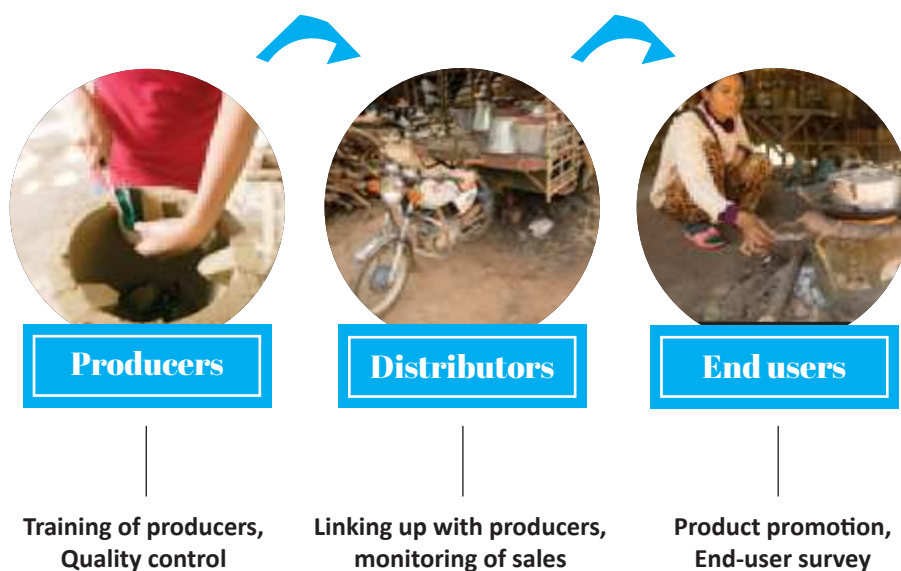 Producers
Distributors
End users
Training of producers,
Quality control
Linking up with producers,
monitoring of sales
Product promotion,
End-user survey